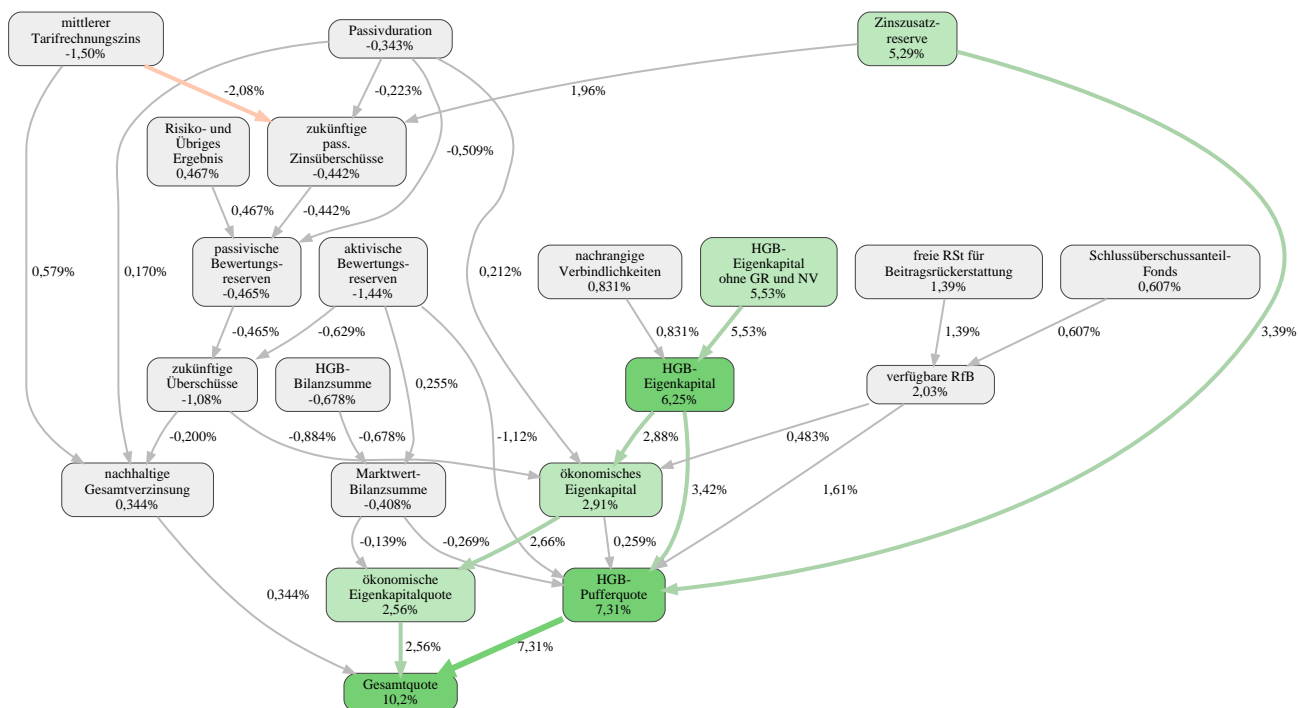 mittlerer
Tarifrechnungszins
-1,50%
Passivduration
-0,343%
Zinszusatz-
reserve
5,29%
-2,08%
-0,223%
1,96%
Risiko- und
Übriges
Ergebnis
0,467%
zukünftige
pass.
Zinsüberschüsse
-0,442%
-0,509%
0,467%
-0,442%
0,579%
0,170%
passivische
Bewertungs-
reserven
-0,465%
aktivische
Bewertungs-
reserven
-1,44%
0,212%
nachrangige
Verbindlichkeiten
0,831%
HGB-
Eigenkapital
ohne GR und NV
5,53%
freie RSt für
Beitragsrückerstattung
1,39%
Schlussüberschussanteil-
Fonds
0,607%
-0,465%
-0,629%
0,831%
5,53%
1,39%
0,607%
3,39%
zukünftige
Überschüsse
-1,08%
HGB-
Bilanzsumme
-0,678%
0,255%
HGB-
Eigenkapital
6,25%
verfügbare RfB
2,03%
-0,200%
-0,884%
-0,678%
-1,12%
2,88%
0,483%
nachhaltige
Gesamtverzinsung
0,344%
Marktwert-
Bilanzsumme
-0,408%
ökonomisches
Eigenkapital
2,91%
3,42%
1,61%
-0,139%
-0,269%
2,66%
0,259%
0,344%
ökonomische
Eigenkapitalquote
2,56%
HGB-
Pufferquote
7,31%
2,56%
7,31%
Gesamtquote
10,2%